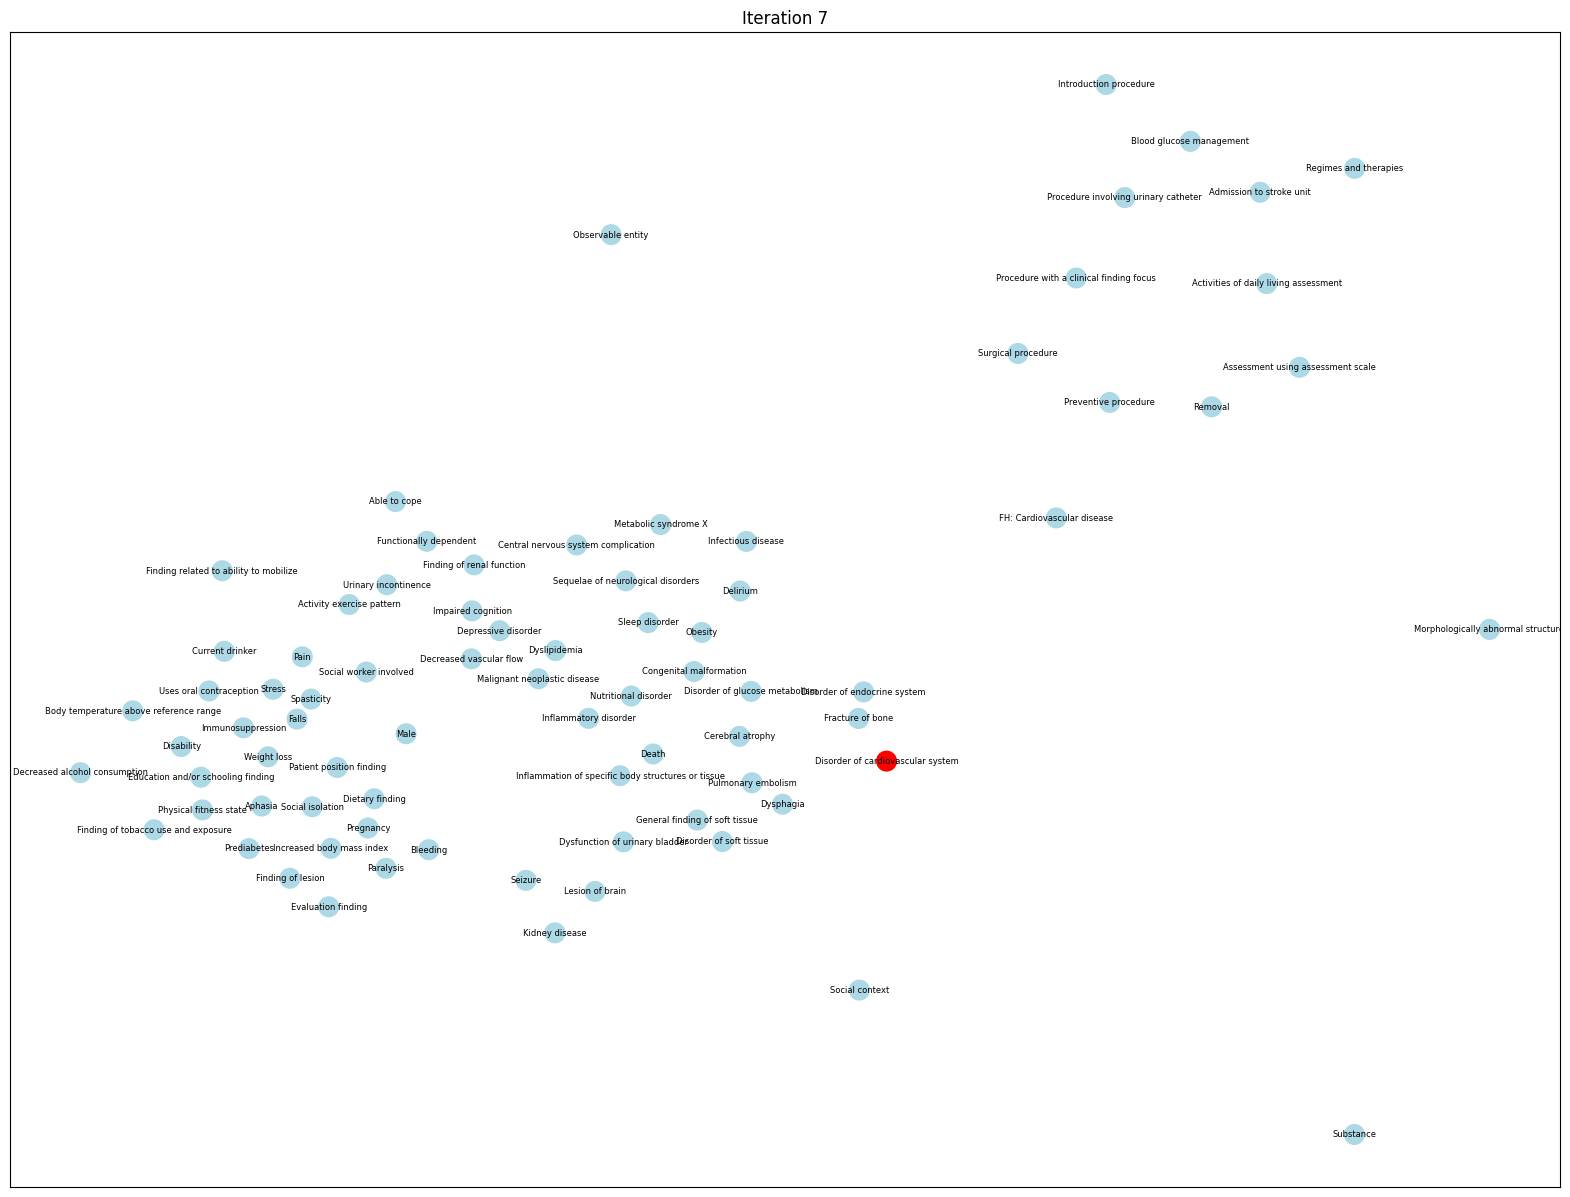 Iteration 7
Introduction procedure
Blood glucose management
Regimes and therapies
Admission to stroke unit
Procedure involving urinary catheter
Observable entity
Procedure with a clinical finding focus
Activities of daily living assessment
Surgical procedure
Assessment using assessment scale
Preventive procedure
Removal
Able to cope
FH: Cardiovascular disease
Metabolic syndrome X
Functionally dependent
Central nervous system complication
Infectious disease
Finding of renal function
Finding related to ability to mobilize
Urinary incontinence
Sequelae of neurological disorders
Delirium
Activity exercise pattern
Impaired cognition
Sleep disorder
Depressive disorder
Obesity
Morphologically abnormal structure
Current drinker
Pain
Dyslipidemia
Decreased vascular flow
Social worker involved
Congenital malformation
Malignant neoplastic disease
Uses oral contraception
Stress
Disorder of glucose metabolism
Disorder of endocrine system
Nutritional disorder
Spasticity
Body temperature above reference range
Falls
Inflammatory disorder
Fracture of bone
Immunosuppression
Male
Cerebral atrophy
Disability
Weight loss
Death
Disorder of cardiovascular system
Patient position finding
Decreased alcohol consumption
Education and/or schooling finding
Inflammation of specific body structures or tissue
Pulmonary embolism
Dietary finding
Dysphagia
Physical fitness state
Aphasia
Social isolation
General finding of soft tissue
Finding of tobacco use and exposure
Pregnancy
Dysfunction of urinary bladder
Disorder of soft tissue
Prediabetes
Increased body mass index
Bleeding
Paralysis
Finding of lesion
Seizure
Lesion of brain
Evaluation finding
Kidney disease
Social context
Substance